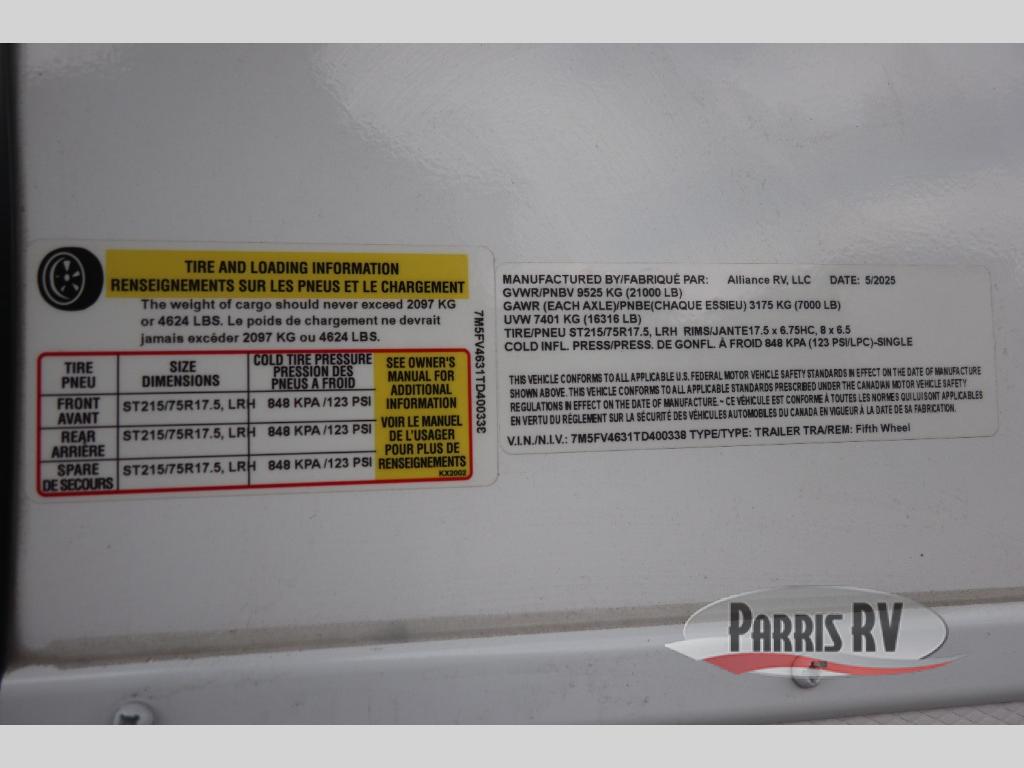 TIRE AND LOADING INFORMATION
RENSEIGNEMENTS SUR LES PNEUS ET LE CHARGEMENT
The weight of cargo should never exceed 2097 KG
or 4624 LBS. Le poids de chargement ne devrait
jamais excéder 2097 KG ou 4624 LBS.
TIRE PNEU
SIZE DIMENSIONS
COLD TIRE PRESSURE PRESSION DES PNEUS A FROID
SEE OWNER'S MANUAL FOR ADDITIONAL INFORMATION
VOIR LE MANUEL DE L'USAGER POUR PLUS DE RENSEIGNEMENTS
KX2002
FRONT AVANT ST215/75R17.5, LRH 848 KPA /123 PSI
REAR ARRIÈRE ST215/75R17.5, LRH 848 KPA /123 PSI
SPARE DE SECOURS ST215/75R17.5, LRH 848 KPA /123 PSI
MANUFACTURED BY/FABRIQUÉ PAR: Alliance RV, LLC DATE: 5/2025
GVWR/PNBV 9525 KG (21000 LB)
GAWR (EACH AXLE)/PNBE(CHAQUE ESSIEU) 3175 KG (7000 LB)
UVW 7401 KG (16316 LB)
TIRE/PNEU ST215/75R17.5, LRH RIMS/JANTE17.5 x 6.75HC, 8 x 6.5
COLD INFL. PRESS/PRESS. DE GONFL. À FROID 848 KPA (123 PSI/LPC)-SINGLE
THIS VEHICLE CONFORMS TO ALL APPLICABLE U.S. FEDERAL MOTOR VEHICLE SAFETY STANDARDS IN EFFECT ON THE DATE OF MANUFACTURE
SHOWN ABOVE. THIS VEHICLE CONFORMS TO ALL APPLICABLE STANDARDS PRESCRIBED UNDER THE CANADIAN MOTOR VEHICLE SAFETY
REGULATIONS IN EFFECT ON THE DATE OF MANUFACTURE. ~ CE VÉHICULE EST CONFORME À TOUTES LES NORMES QUI LUI SONT APPLICABLES
EN VERTU DU RÈGLEMENT SUR LA SÉCURITÉ DES VÉHICULES AUTOMOBILES DU CANADA EN VIGUEUR À LA DATE DE SA FABRICATION.
V.I.N./N.I.V.: 7M5FV4631TD400338 TYPE/TYPE: TRAILER TRA/REM: Fifth Wheel
PARRIS RV